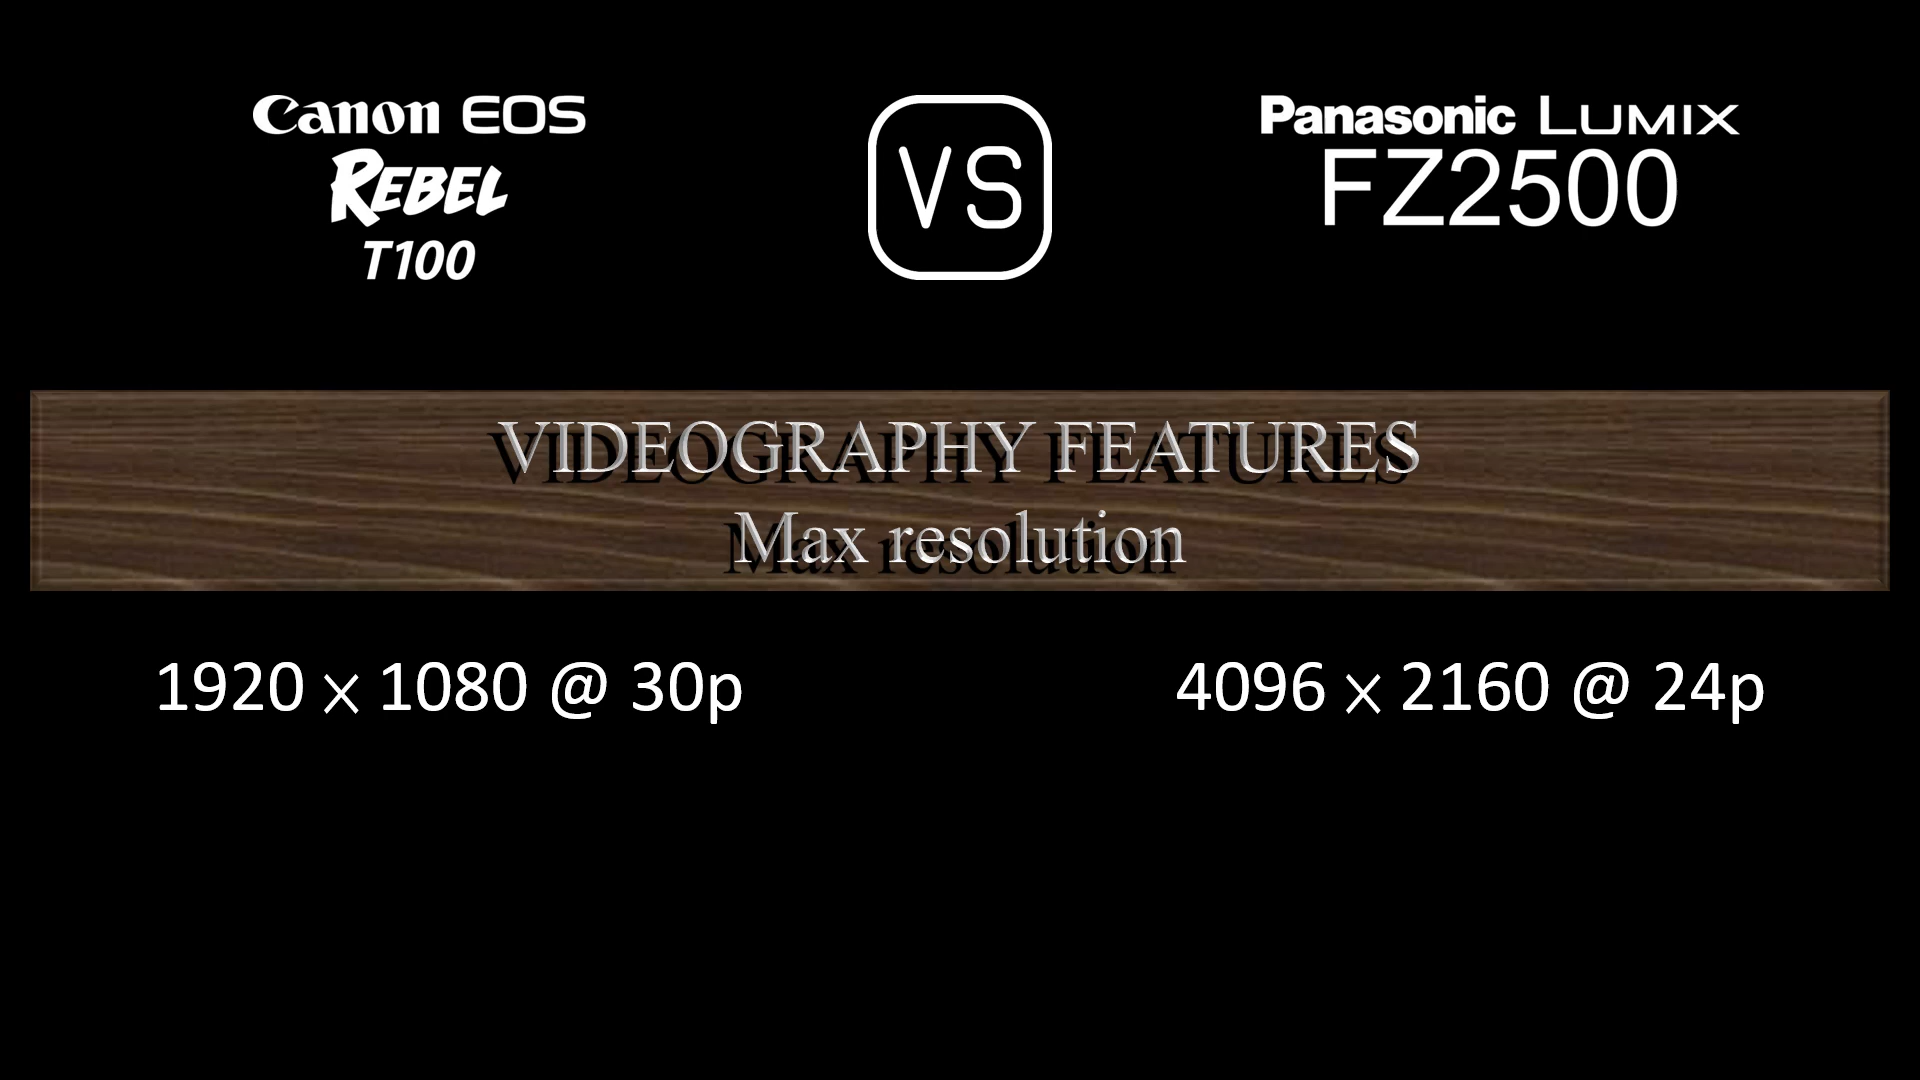 Canon EOS
REBEL
T100
VS
Panasonic LUMIX
FZ2500
VIDEOGRAPHY FEATURES
Max resolution
1920 x 1080 @ 30p
4096 x 2160 @ 24p